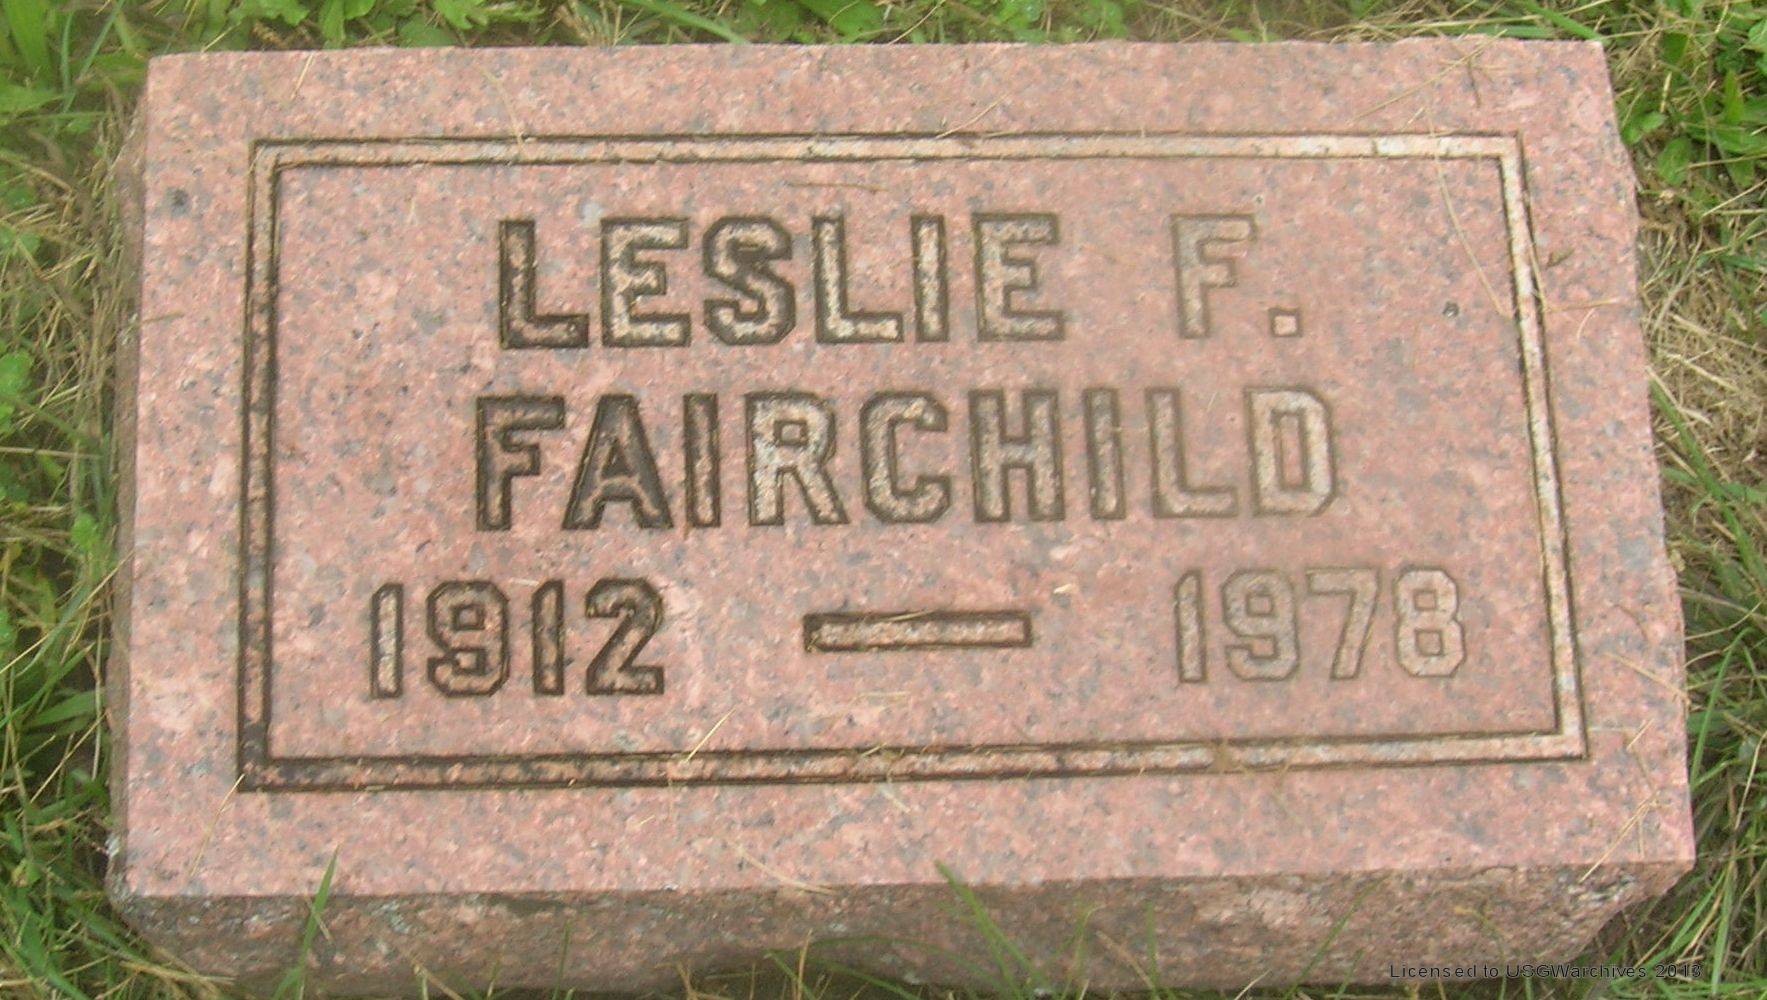 LESLIE F.
FAIRCHILD
1912 — 1978
Licensed to USGWarchives 2013